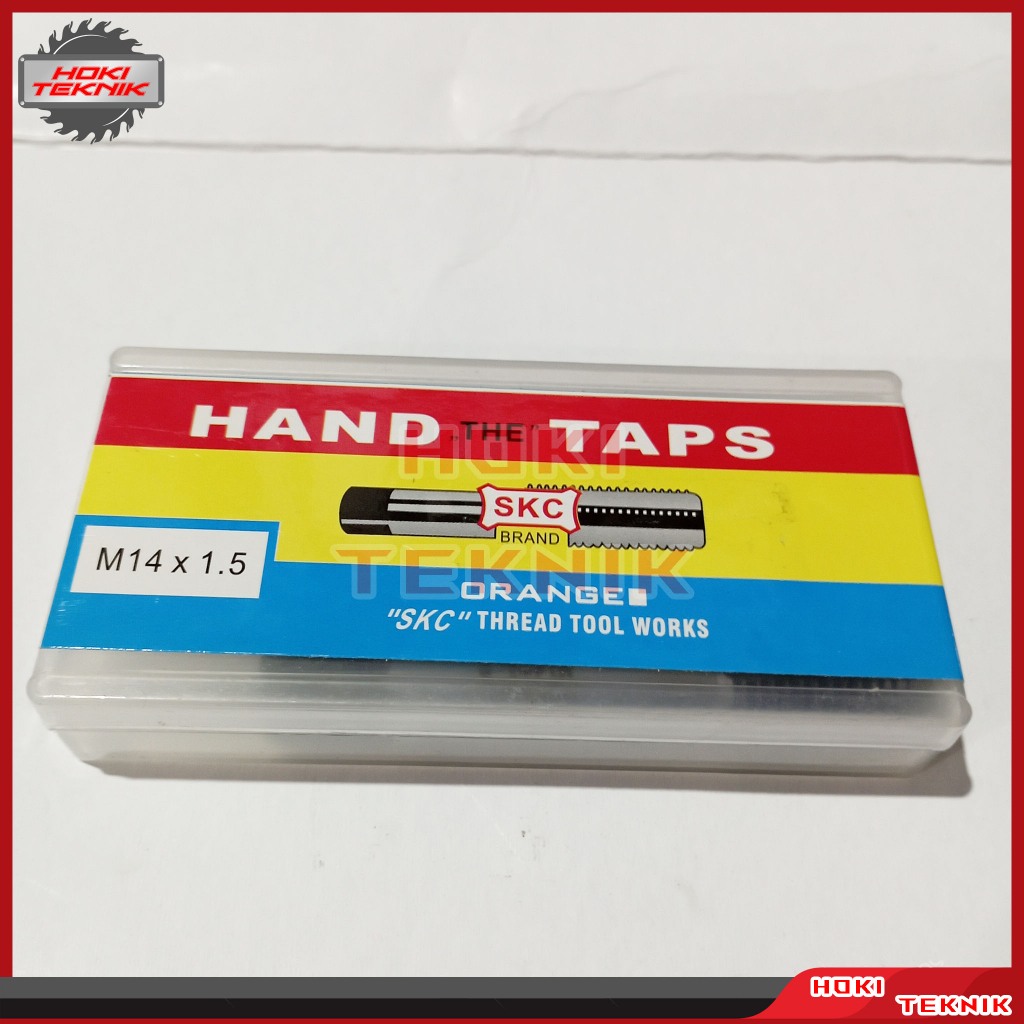 HOKI
TEKNIK
HAND "THE" TAPS
HOKI
SKC
BRAND
M14 x 1.5
TEKNIK
ORANGE
"SKC" THREAD TOOL WORKS
HOKI
TEKNIK